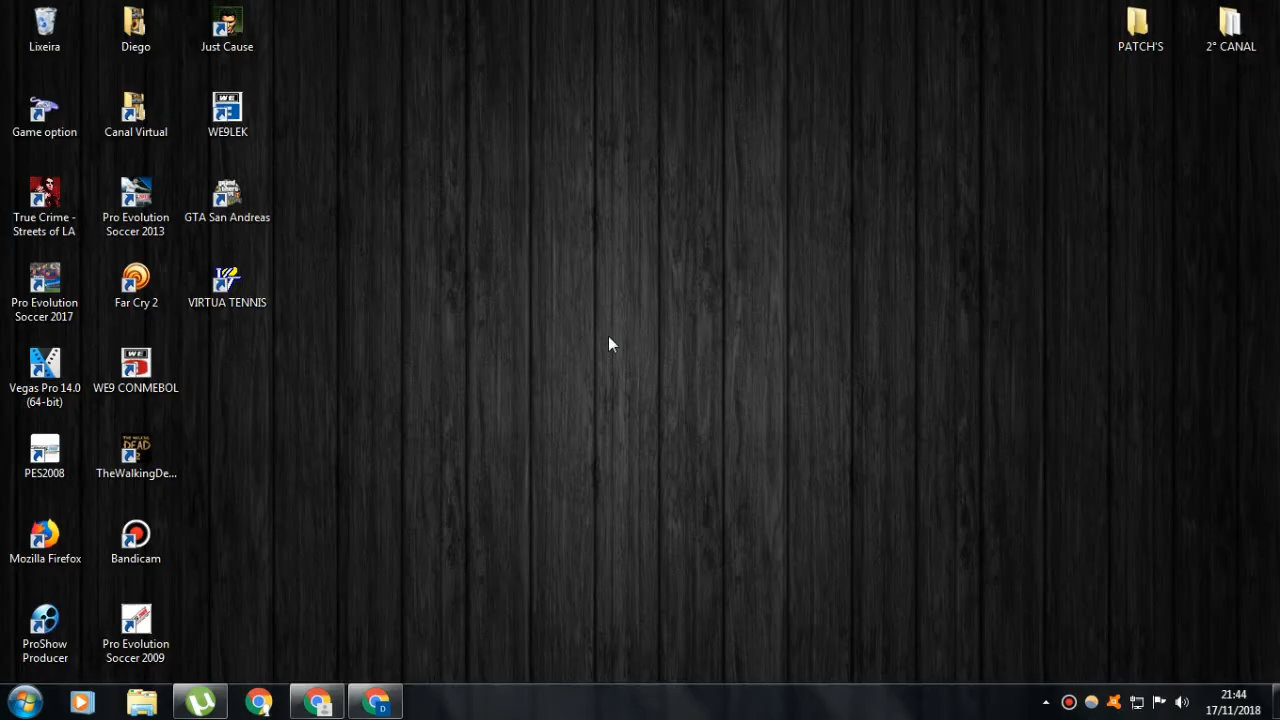 Lixeira
Diego
Just Cause
PATCH'S
2° CANAL
Game option
Canal Virtual
WE9LEK
True Crime -
Streets of LA
Pro Evolution
Soccer 2013
GTA San Andreas
Pro Evolution
Soccer 2017
Far Cry 2
VIRTUA TENNIS
Vegas Pro 14.0
(64-bit)
WE9 CONMEBOL
PES2008
TheWalkingDe...
Mozilla Firefox
Bandicam
ProShow
Producer
Pro Evolution
Soccer 2009
21:44
17/11/2018